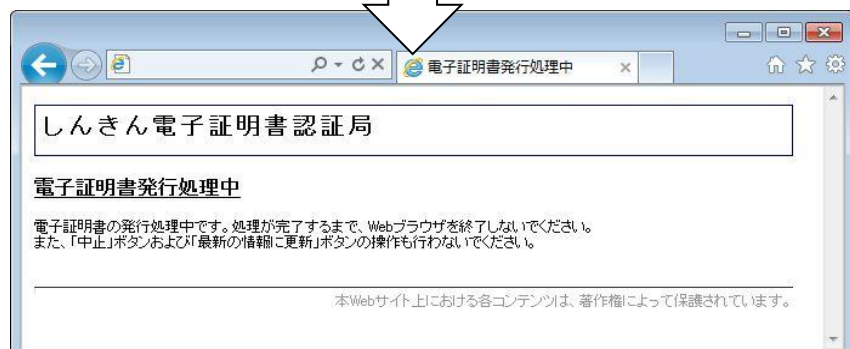 電子証明書発行処理中
しんきん電子証明書認証局
電子証明書発行処理中
電子証明書の発行処理中です。処理が完了するまで、Webブラウザを終了しないでください。
また、「中止」ボタンおよび「最新の情報に更新」ボタンの操作も行わないでください。
本Webサイト上における各コンテンツは、著作権によって保護されています。